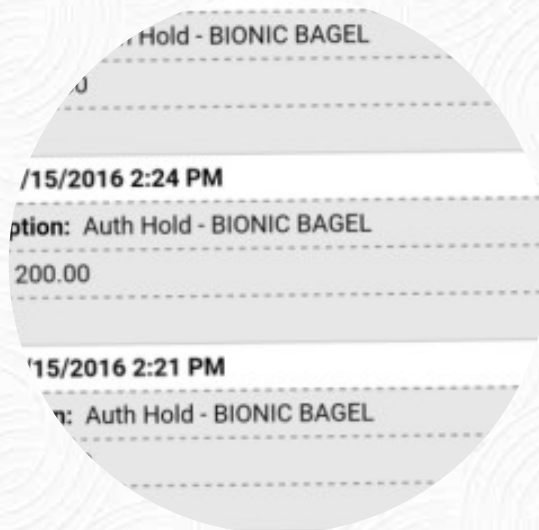 Hold - BIONIC BAGEL
/15/2016 2:24 PM
ption: Auth Hold - BIONIC BAGEL
200.00
/15/2016 2:21 PM
n: Auth Hold - BIONIC BAGEL